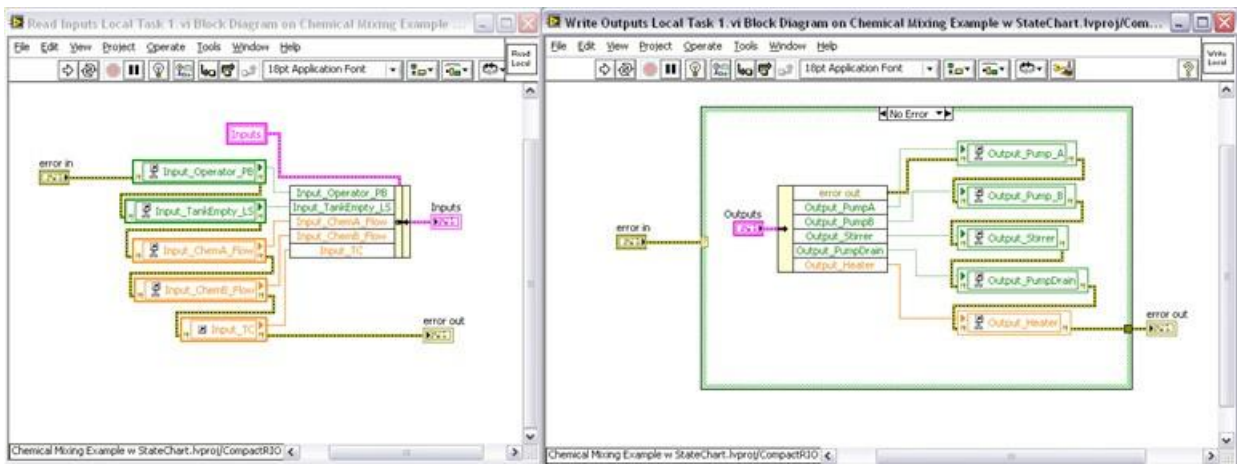 Read Inputs Local Task 1.vi Block Diagram on Chemical Mixing Example ...
File Edit View Project Operate Tools Window Help
Read
Local
18pt Application Font
Inputs
error in
Input_Operator_PB
Input_TankEmpty_LS
Input_ChemA_Flow
Input_ChemB_Flow
Input_TC
Input_Operator_PB
Input_TankEmpty_LS
Input_ChemA_Flow
Input_ChemB_Flow
Input_TC
Inputs
error out
Chemical Mixing Example w StateChart.lvproj/CompactRIO
Write Outputs Local Task 1.vi Block Diagram on Chemical Mixing Example w StateChart.lvproj/Com...
File Edit View Project Operate Tools Window Help
Write
Local
18pt Application Font
No Error
error in
Outputs
error out
Output_PumpA
Output_PumpB
Output_Stirrer
Output_PumpDrain
Output_Heater
Output_Pump_A
Output_Pump_B
Output_Stirrer
Output_PumpDrain
Output_Heater
error out
Chemical Mixing Example w StateChart.lvproj/CompactRIO